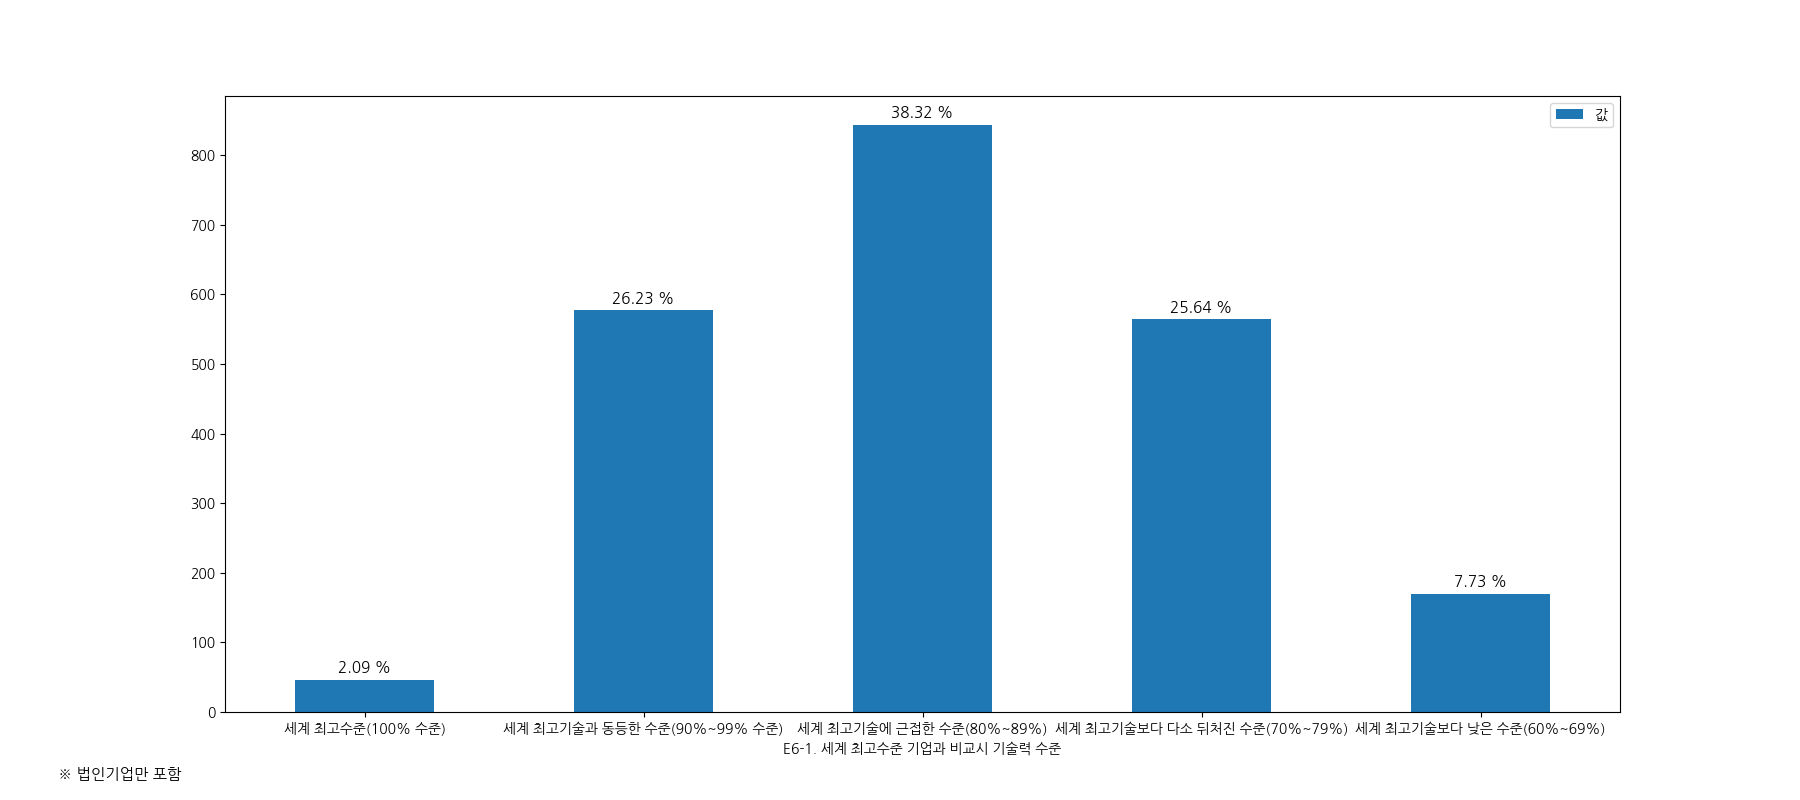 값
38.32 %
26.23 %
25.64 %
7.73 %
2.09 %
800
700
600
500
400
300
200
100
0
세계 최고수준(100% 수준)
세계 최고기술과 동등한 수준(90%~99% 수준)
세계 최고기술에 근접한 수준(80%~89%)
세계 최고기술보다 다소 뒤처진 수준(70%~79%)
세계 최고기술보다 낮은 수준(60%~69%)
E6-1. 세계 최고수준 기업과 비교시 기술력 수준
※ 법인기업만 포함